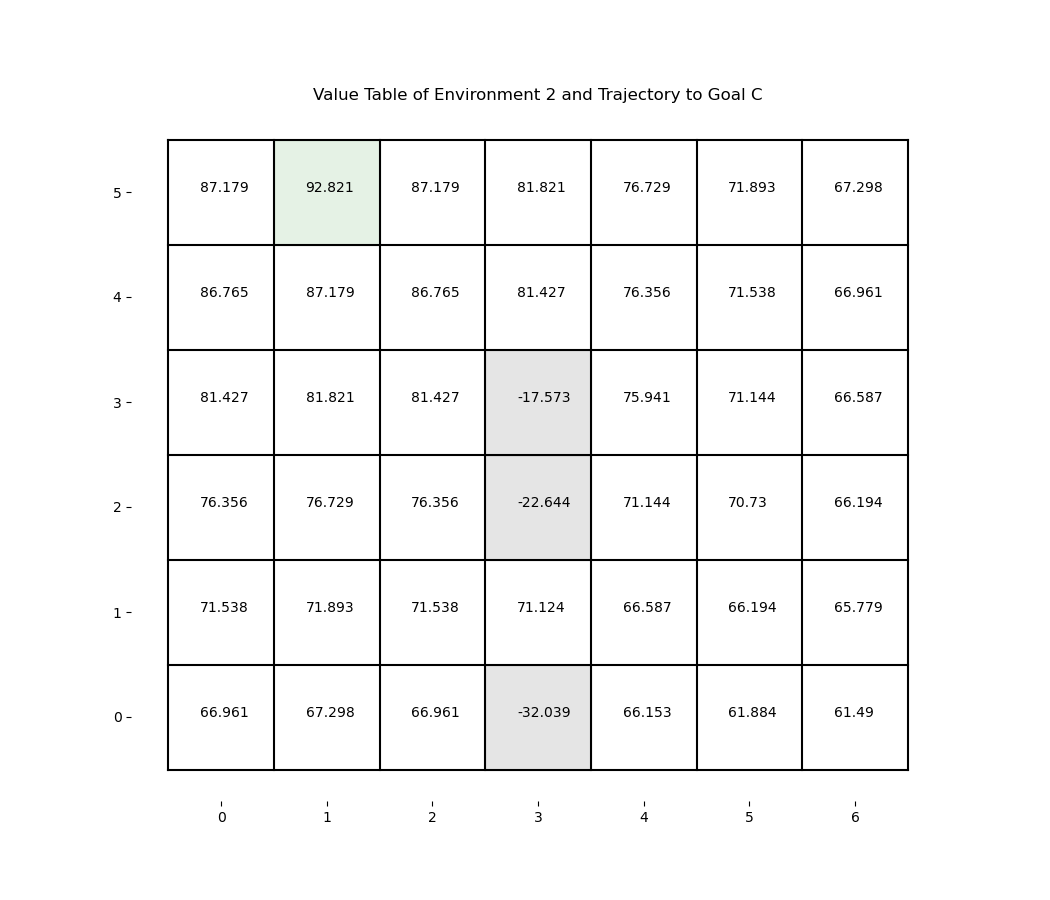 Value Table of Environment 2 and Trajectory to Goal C
5 87.179 92.821 87.179 81.821 76.729 71.893 67.298
4 86.765 87.179 86.765 81.427 76.356 71.538 66.961
3 81.427 81.821 81.427 -17.573 75.941 71.144 66.587
2 76.356 76.729 76.356 -22.644 71.144 70.73 66.194
1 71.538 71.893 71.538 71.124 66.587 66.194 65.779
0 66.961 67.298 66.961 -32.039 66.153 61.884 61.49
0 1 2 3 4 5 6